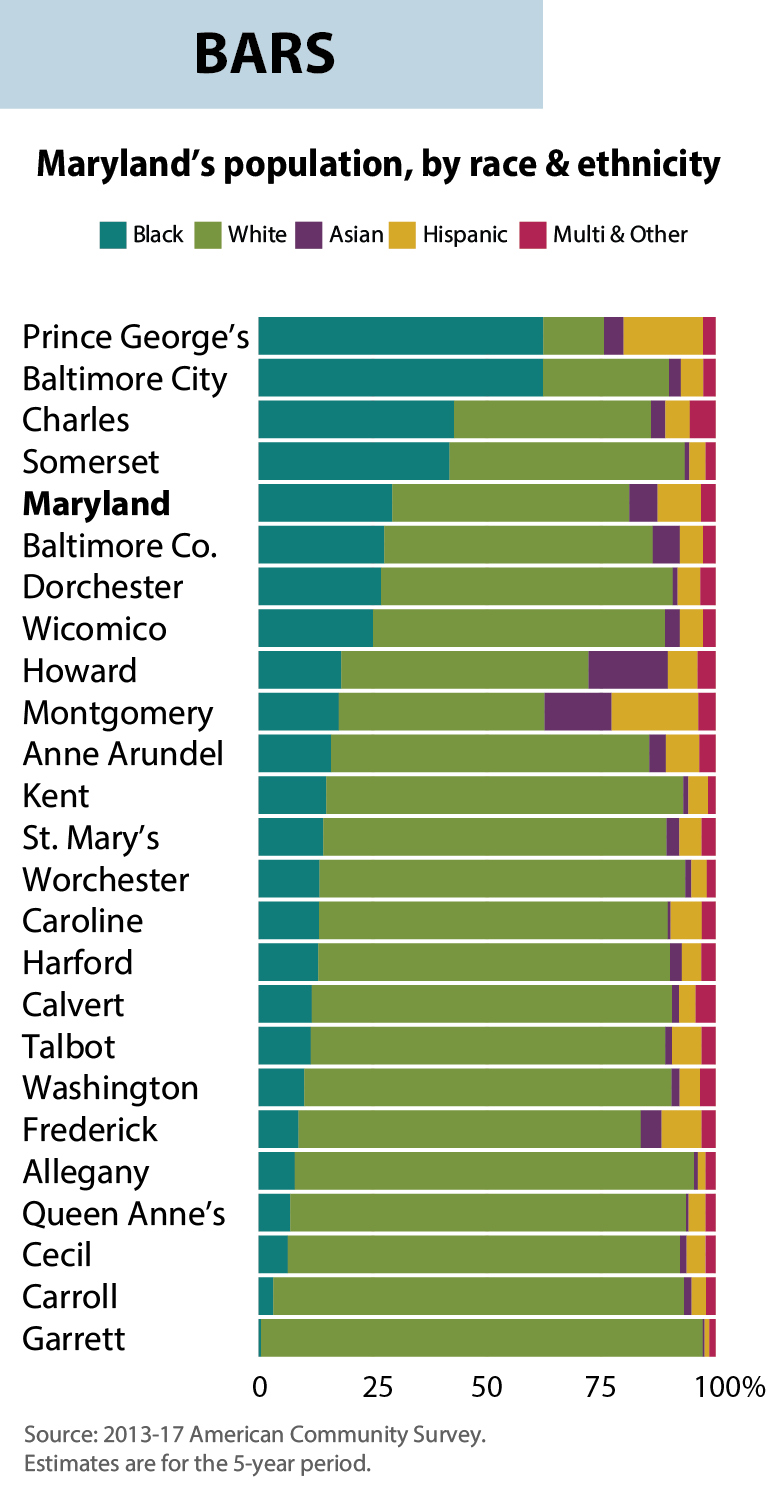 BARS
Maryland’s population, by race & ethnicity
Black White Asian Hispanic Multi & Other
Prince George’s
Baltimore City
Charles
Somerset
Maryland
Baltimore Co.
Dorchester
Wicomico
Howard
Montgomery
Anne Arundel
Kent
St. Mary’s
Worchester
Caroline
Harford
Calvert
Talbot
Washington
Frederick
Allegany
Queen Anne’s
Cecil
Carroll
Garrett
0 25 50 75 100%
Source: 2013-17 American Community Survey.
Estimates are for the 5-year period.